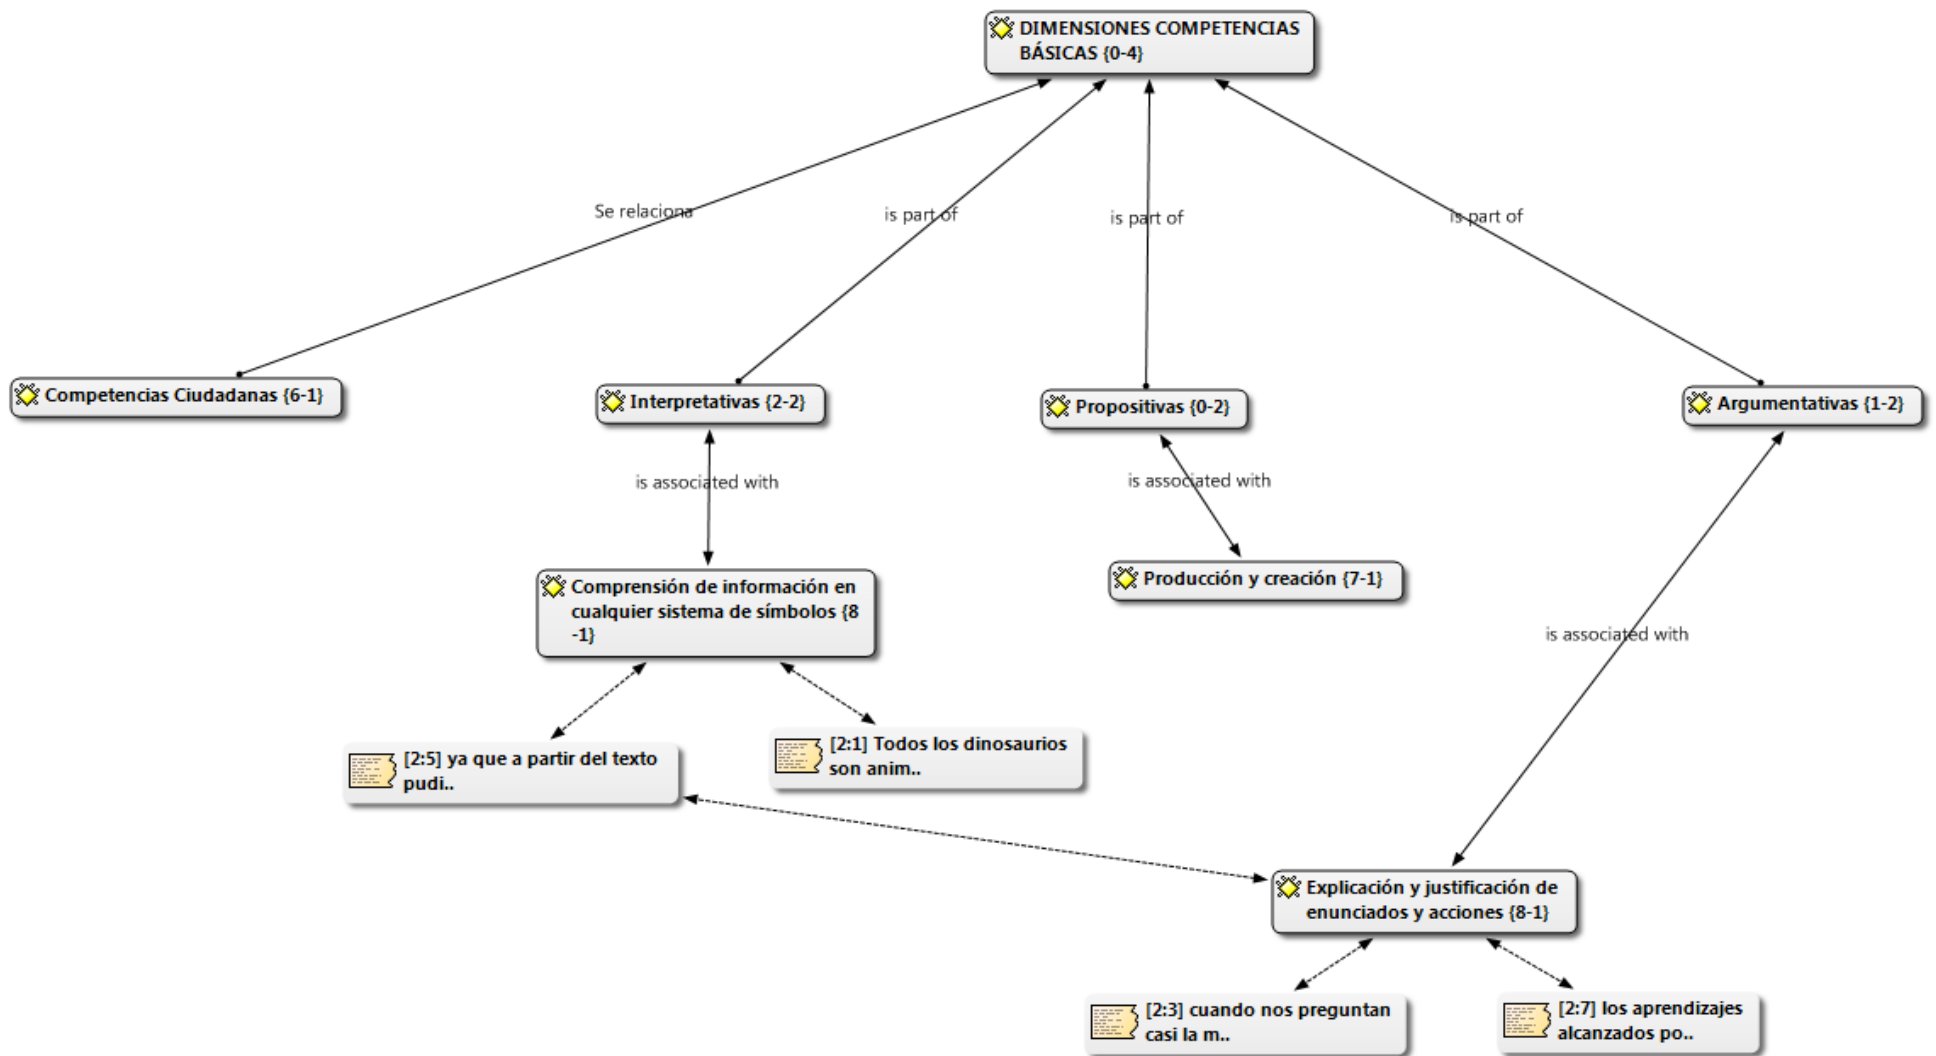 DIMENSIONES COMPETENCIAS
BÁSICAS {0-4}
Se relaciona
is part of
is part of
is part of
Competencias Ciudadanas {6-1}
Interpretativas {2-2}
Propositivas {0-2}
Argumentativas {1-2}
is associated with
is associated with
Comprensión de información en
cualquier sistema de símbolos {8
-1}
Producción y creación {7-1}
is associated with
[2:5] ya que a partir del texto
pudi..
[2:1] Todos los dinosaurios
son anim..
Explicación y justificación de
enunciados y acciones {8-1}
[2:3] cuando nos preguntan
casi la m..
[2:7] los aprendizajes
alcanzados po..